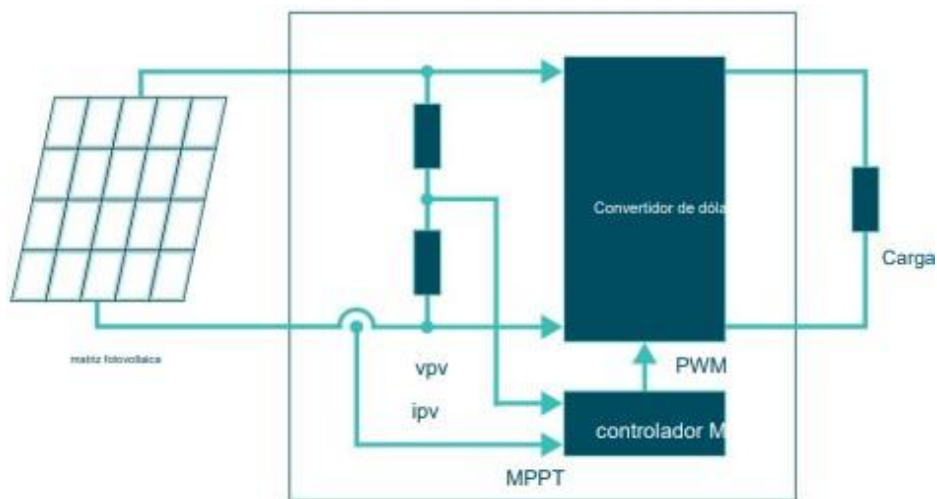 Convertidor de dóla
Carga
matriz fotovoltaica
vpv
PWM
ipv
controlador M
MPPT